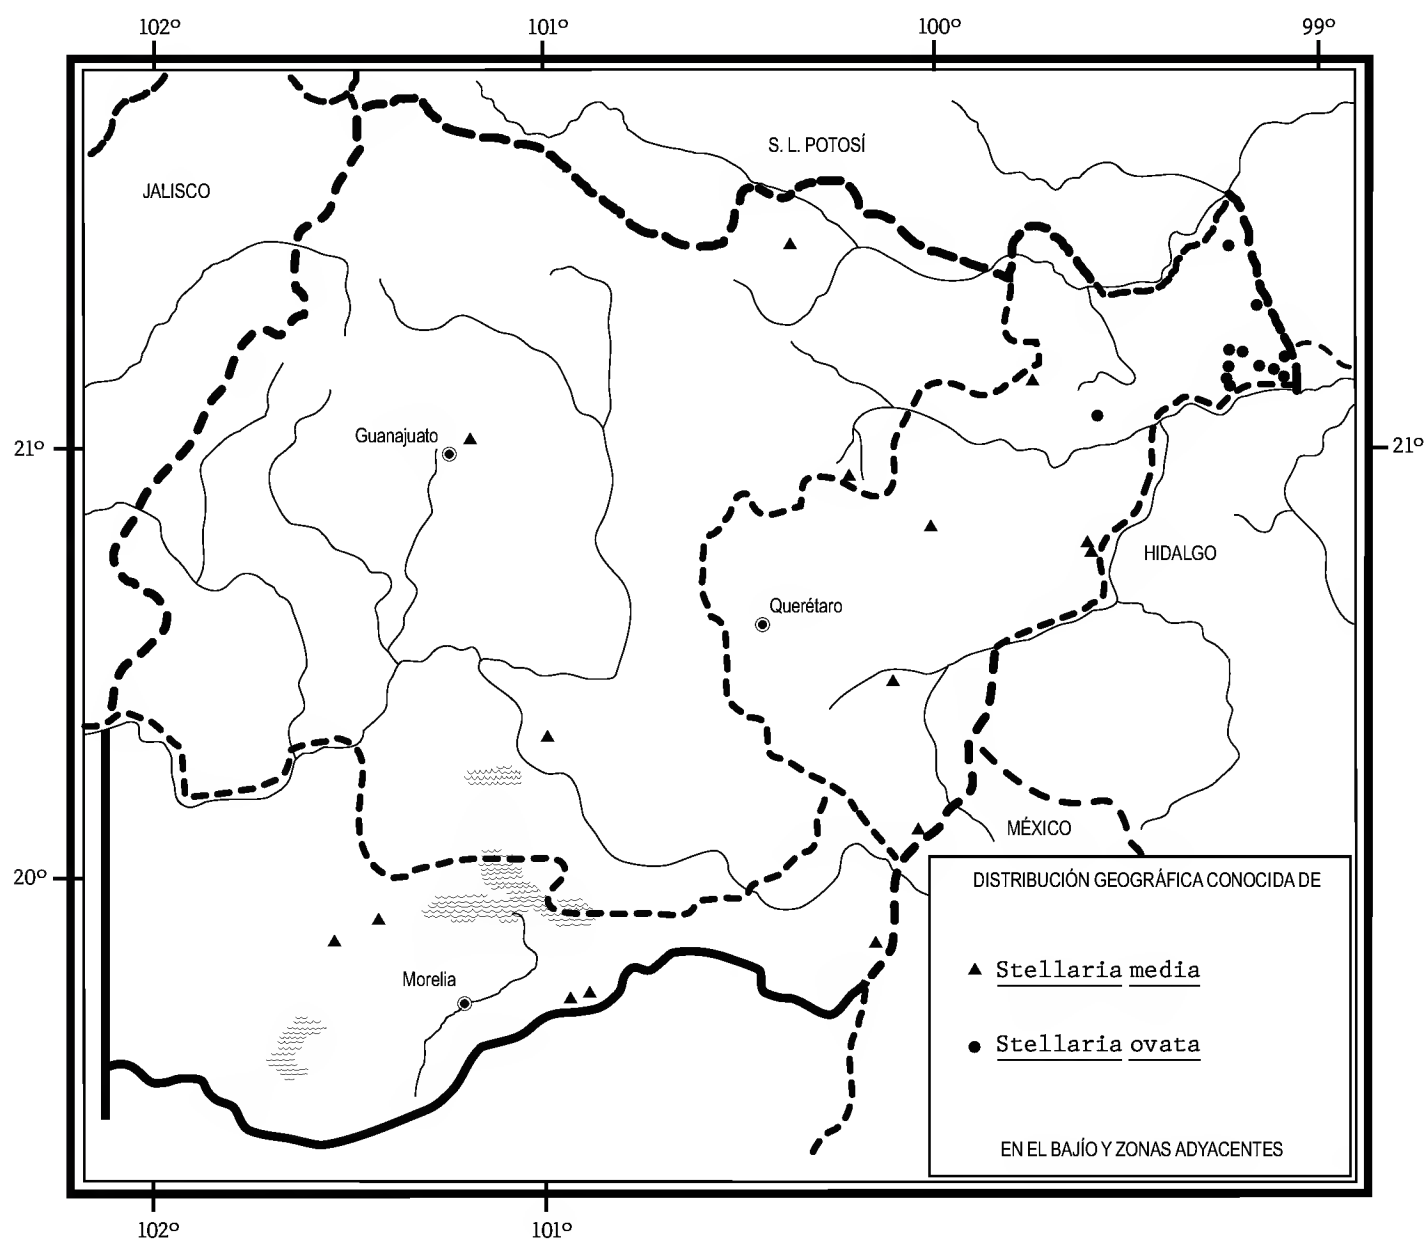 102º 101º 100º 99º
S. L. POTOSÍ
JALISCO
Guanajuato
21º 21º
HIDALGO
Querétaro
MÉXICO
20º
DISTRIBUCIÓN GEOGRÁFICA CONOCIDA DE
Stellaria media
Morelia
Stellaria ovata
EN EL BAJÍO Y ZONAS ADYACENTES
102º 101º